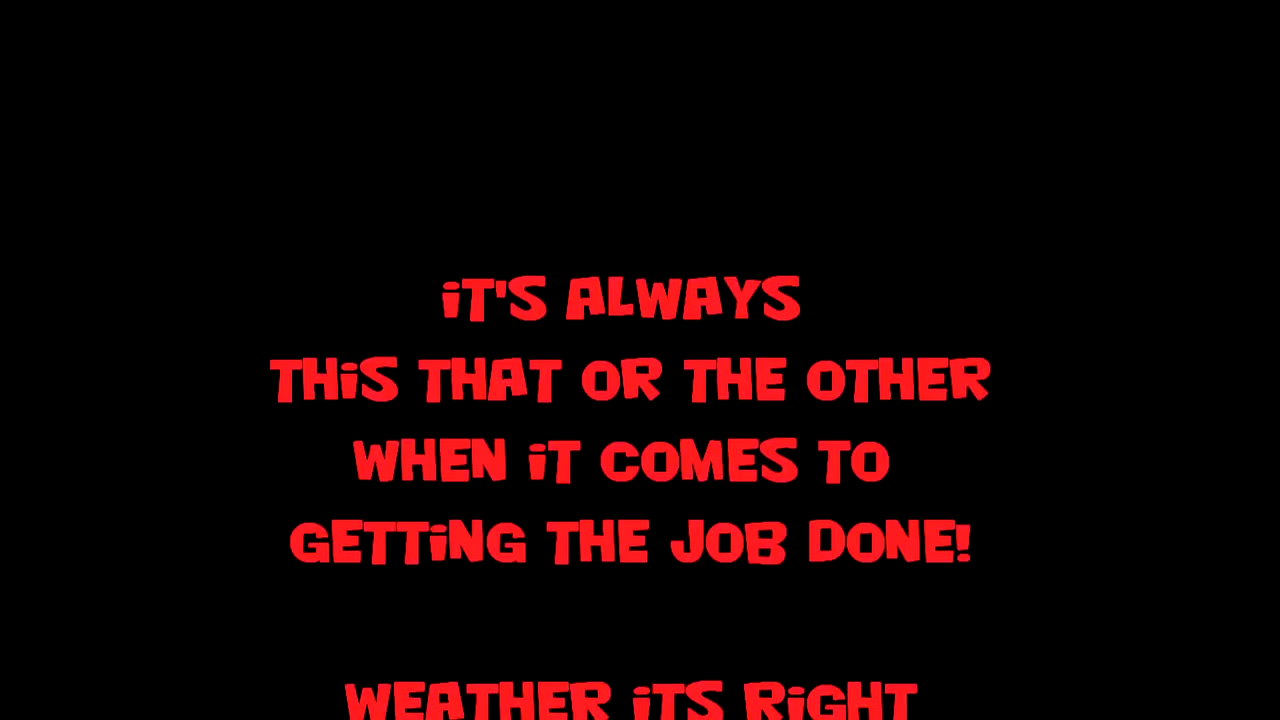 iT'S ALWAYS
THiS THAT OR THE OTHER
WHEN iT COMES TO
GETTiNG THE JOB DONE!
WEATHER iTS RiGHT